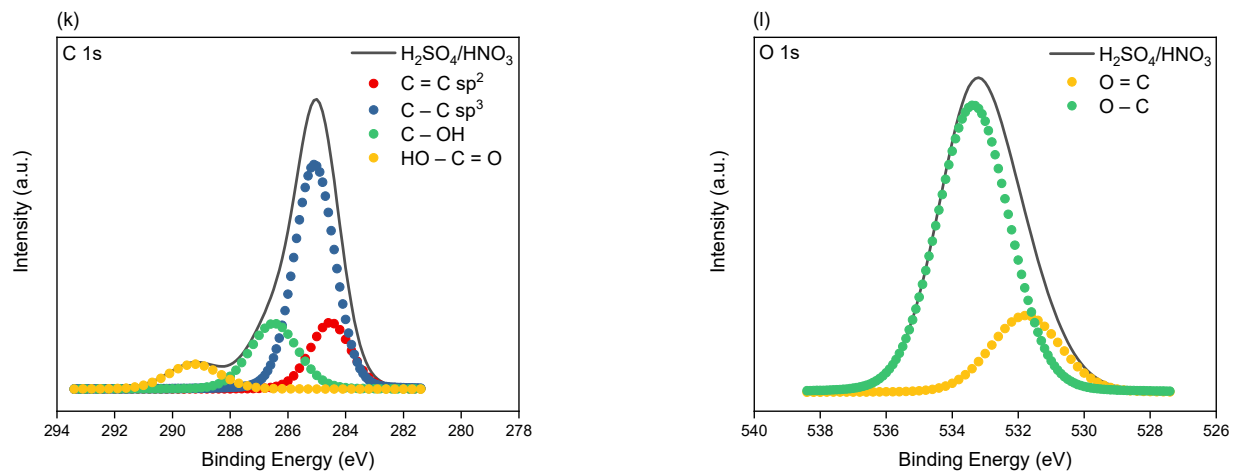 (k)
C 1s
H₂SO₄/HNO₃
C = C sp²
C – C sp³
C – OH
HO – C = O
Intensity (a.u.)
294 292 290 288 286 284 282 280 278
Binding Energy (eV)
(l)
O 1s
H₂SO₄/HNO₃
O = C
O – C
Intensity (a.u.)
540 538 536 534 532 530 528 526
Binding Energy (eV)